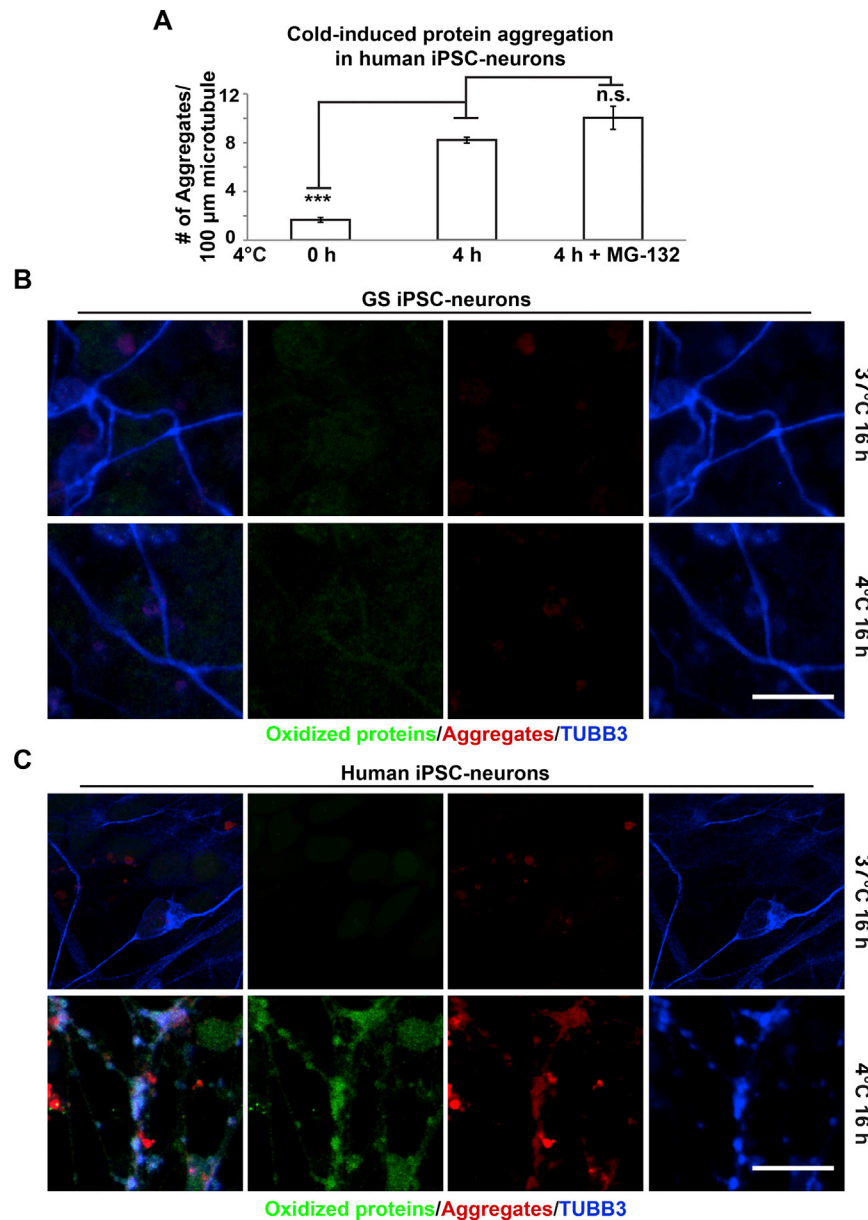 A
Cold-induced protein aggregation
in human iPSC-neurons
# of Aggregates/
100 µm microtubule
12
8
4
0
***
n.s.
4°C 0 h 4 h 4 h + MG-132
B
GS iPSC-neurons
37°C 16 h
4°C 16 h
Oxidized proteins/Aggregates/TUBB3
C
Human iPSC-neurons
37°C 16 h
4°C 16 h
Oxidized proteins/Aggregates/TUBB3